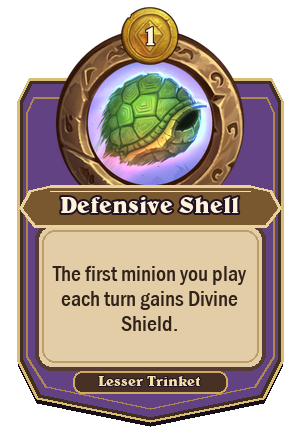 1
Defensive Shell
The first minion you play
each turn gains Divine
Shield.
Lesser Trinket